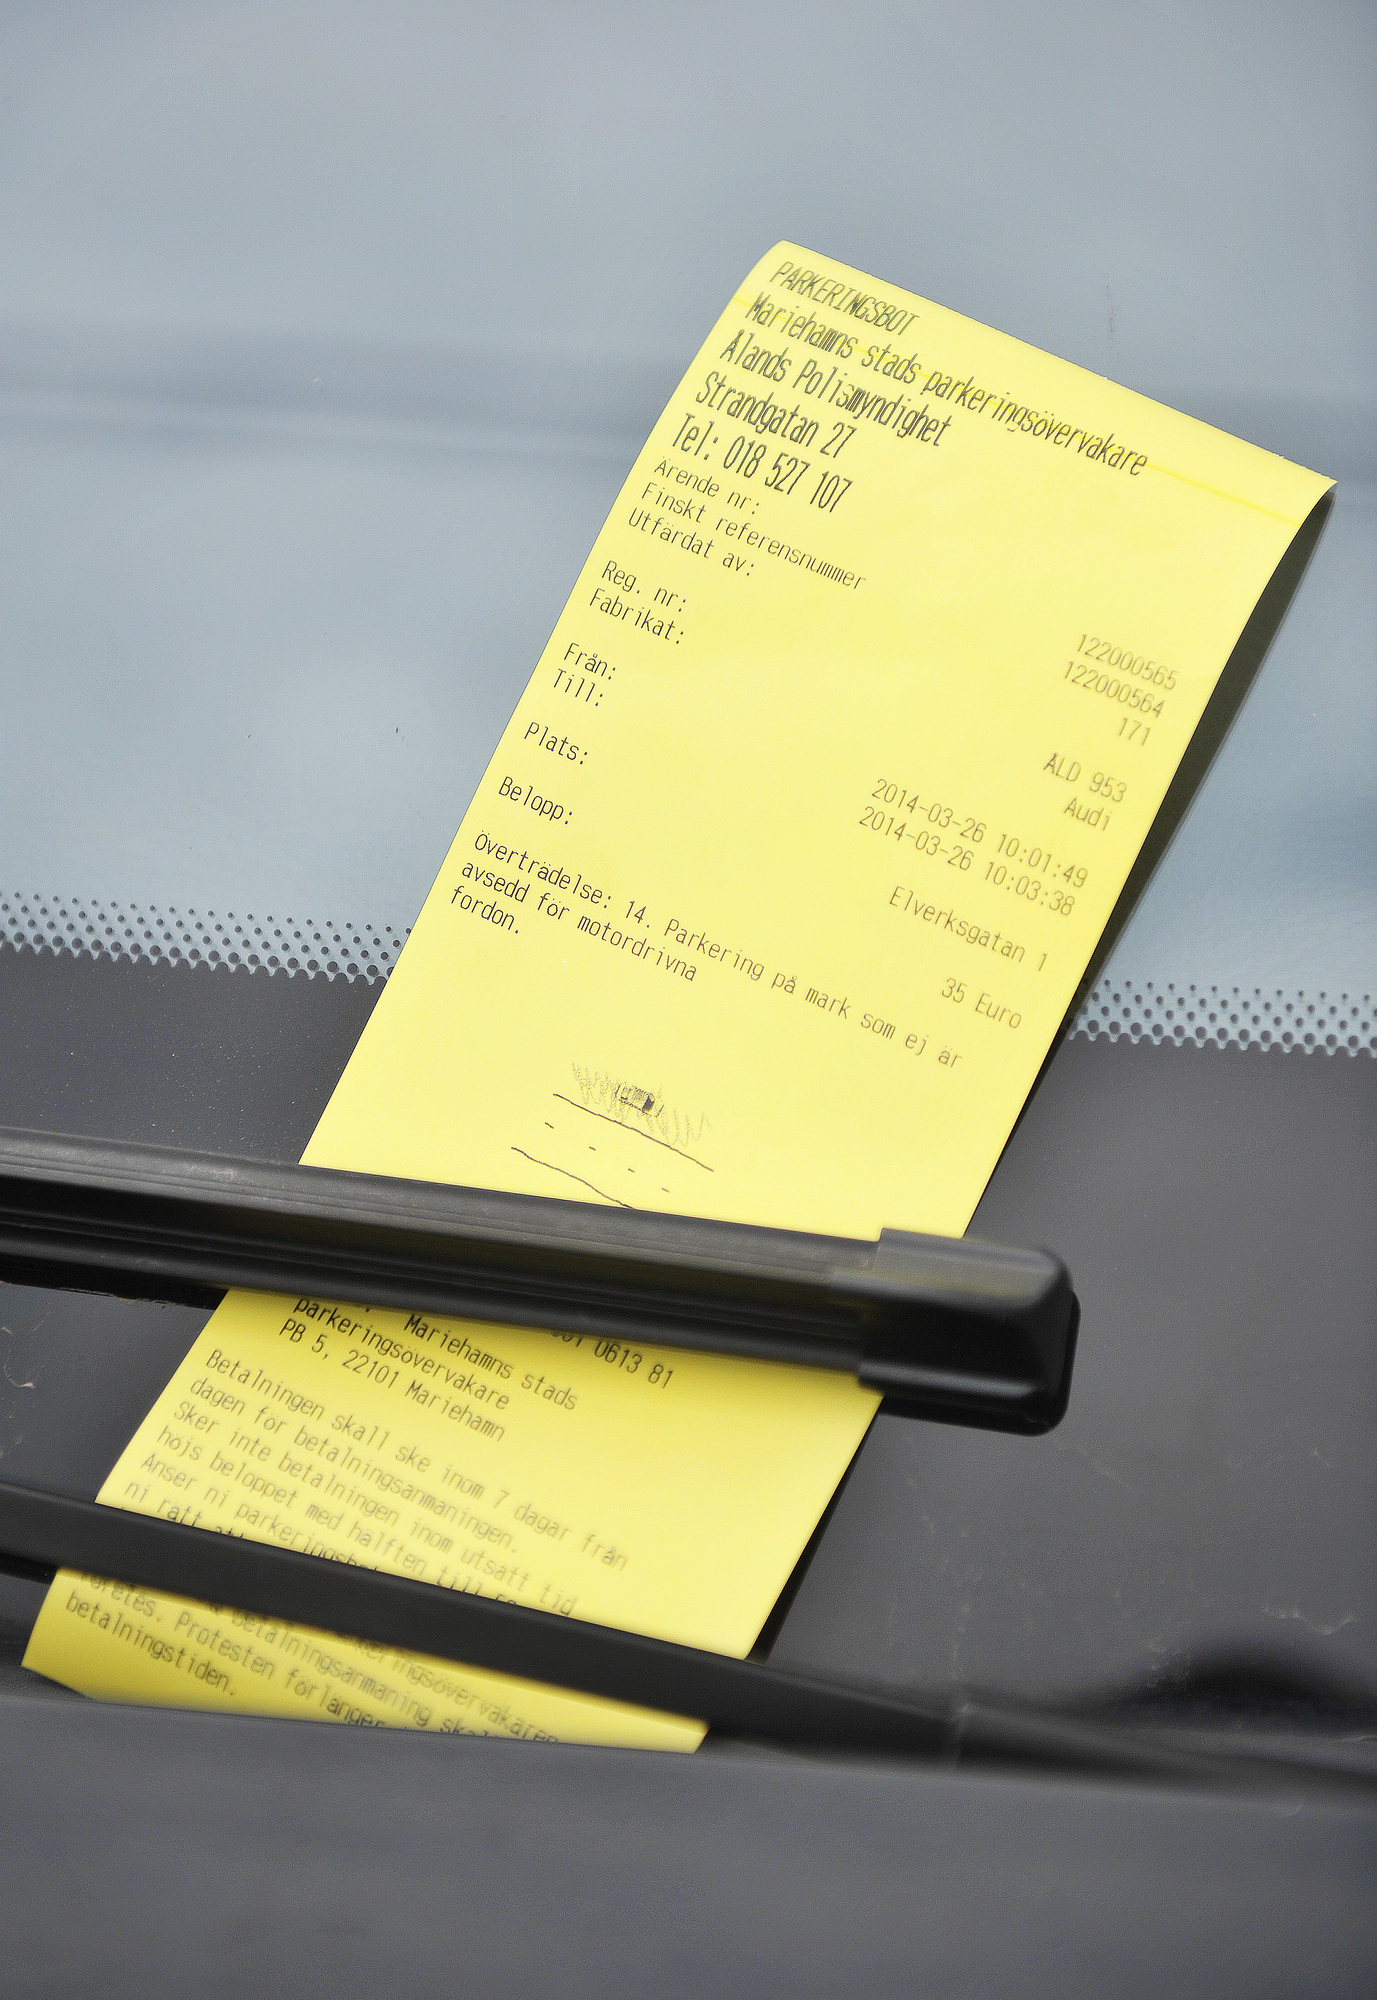 PARKERINGSBOT
Mariehamns stads parkeringsövervakare
Ålands Polismyndighet
Strandgatan 27
Tel: 018 527 107
Ärende nr: 122000565
Finskt referensnummer 122000564
Utfärdat av: 171
Reg. nr: ÅLD 953
Fabrikat: Audi
Från: 2014-03-26 10:01:49
Till: 2014-03-26 10:03:38
Plats: Elverksgatan 1
Belopp: 35 Euro
Överträdelse: 14. Parkering på mark som ej är
avsedd för motordrivna
fordon.
0613 81
Mariehamns stads
parkeringsövervakare
PB 5, 22101 Mariehamn
Betalningen skall ske inom 7 dagar från
dagen för betalningsanmaningen.
Sker inte betalningen inom utsatt tid
höjs beloppet med hälften till
Anser ni
ni rätt
betalningsanmaning
Protesten förlänger
betalningstiden.